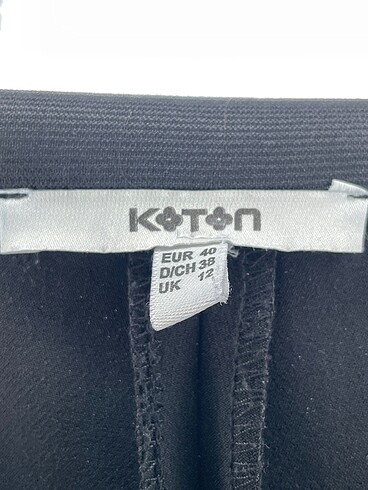 KOTON
EUR 40
D/CH 38
UK 12